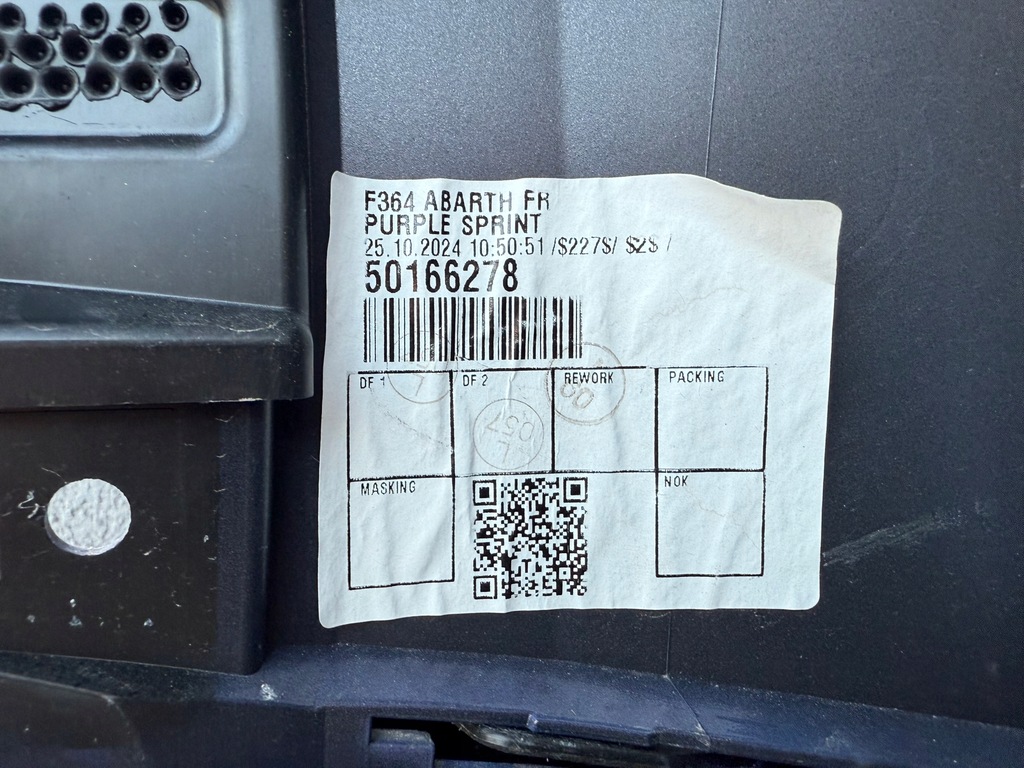 F364 ABARTH FR
PURPLE SPRINT
25.10.2024 10:50:51 /$227$/ $2$ /
50166278
DF 1
DF 2
REWORK
PACKING
057
MASKING
NOK